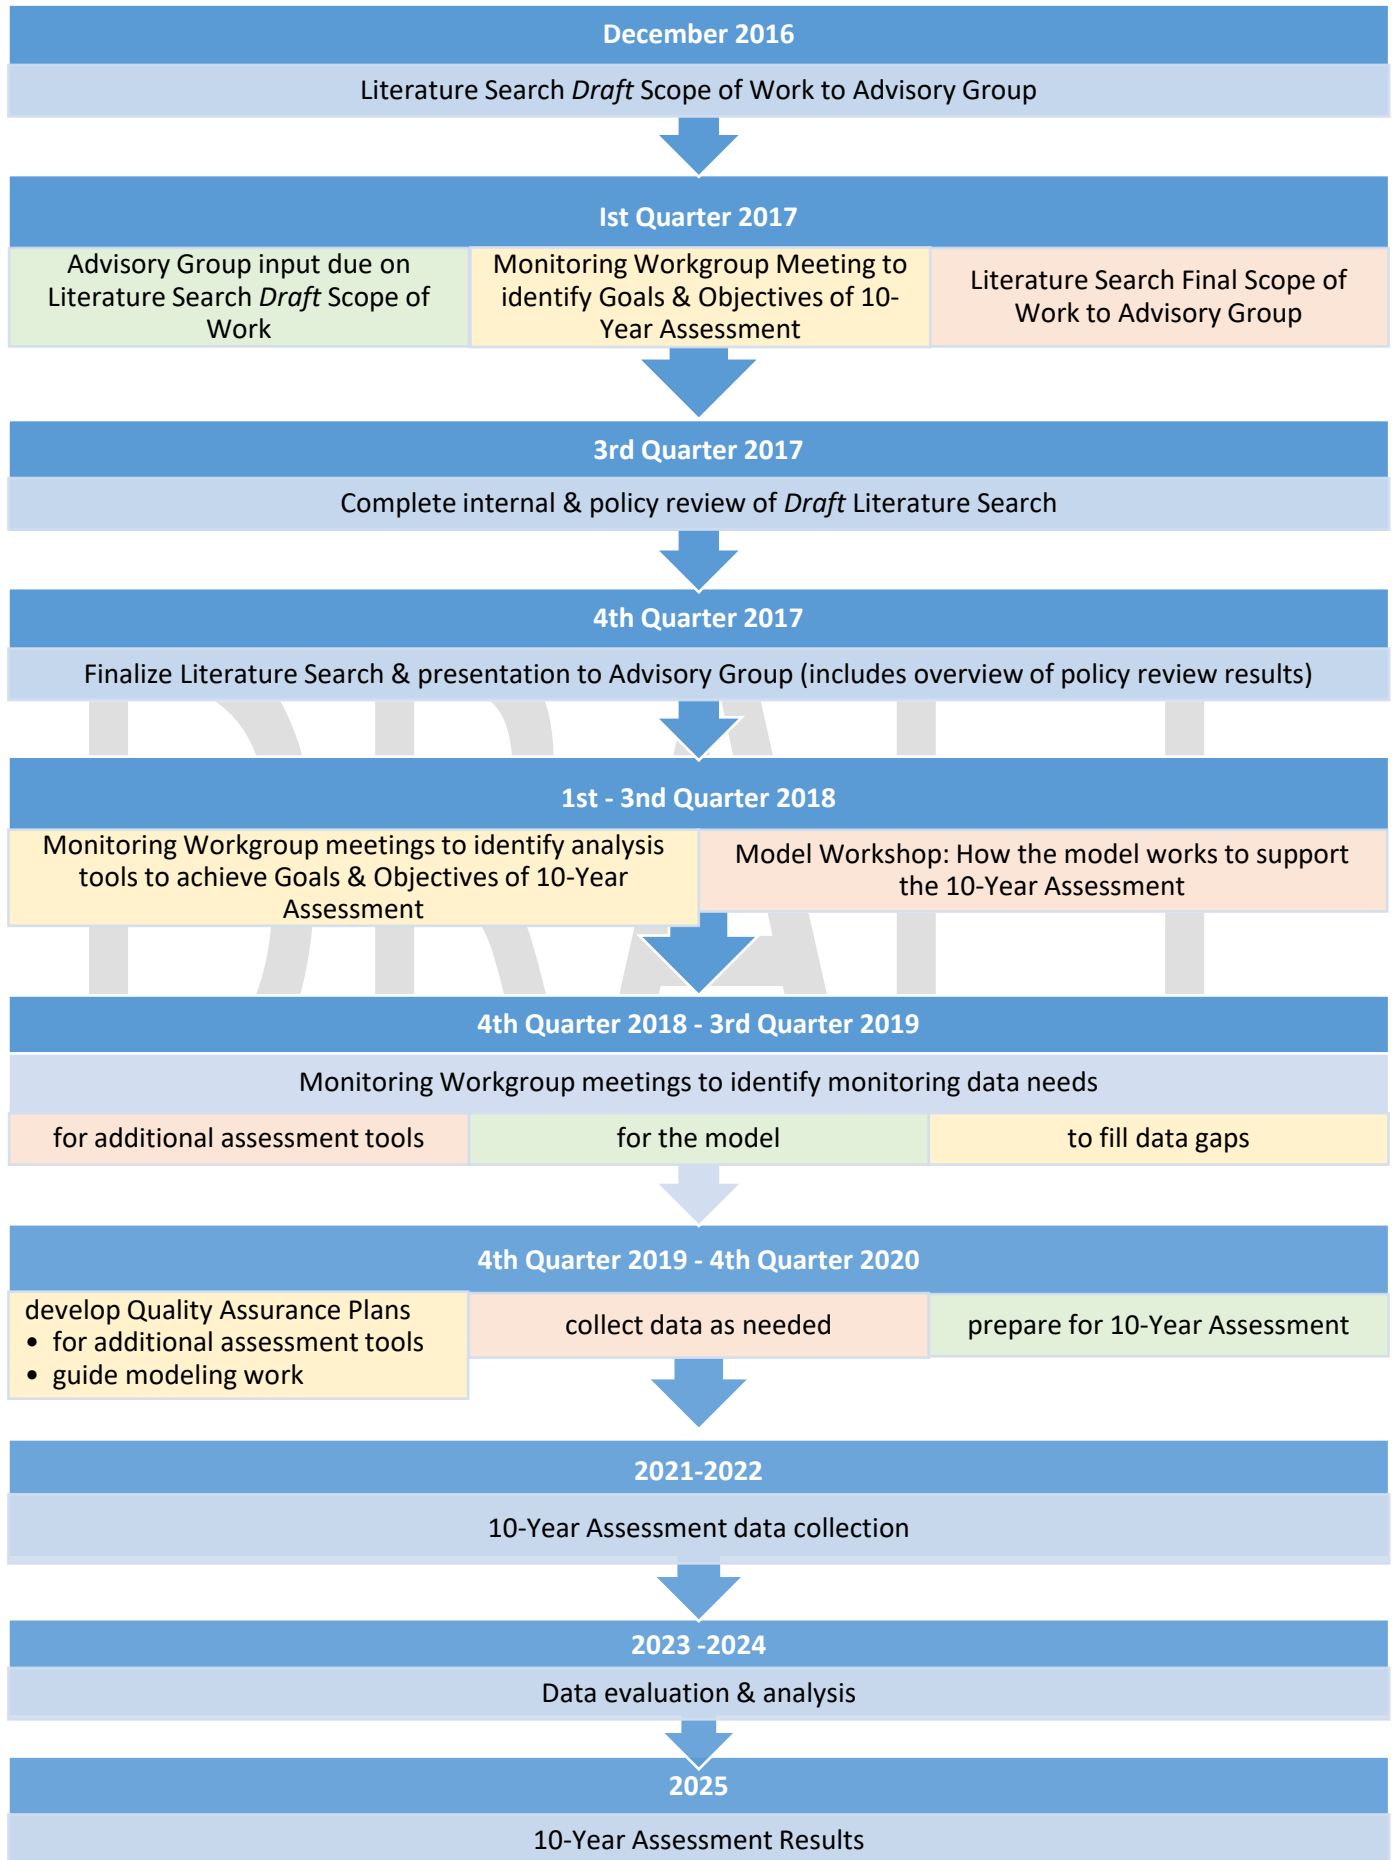 December 2016
Literature Search Draft Scope of Work to Advisory Group
Ist Quarter 2017
Advisory Group input due on
Literature Search Draft Scope of
Work
Monitoring Workgroup Meeting to
identify Goals & Objectives of 10-
Year Assessment
Literature Search Final Scope of
Work to Advisory Group
3rd Quarter 2017
Complete internal & policy review of Draft Literature Search
4th Quarter 2017
Finalize Literature Search & presentation to Advisory Group (includes overview of policy review results)
DRAFT
1st - 3nd Quarter 2018
Monitoring Workgroup meetings to identify analysis
tools to achieve Goals & Objectives of 10-Year
Assessment
Model Workshop: How the model works to support
the 10-Year Assessment
4th Quarter 2018 - 3rd Quarter 2019
Monitoring Workgroup meetings to identify monitoring data needs
for additional assessment tools
for the model
to fill data gaps
4th Quarter 2019 - 4th Quarter 2020
develop Quality Assurance Plans
• for additional assessment tools
• guide modeling work
collect data as needed
prepare for 10-Year Assessment
2021-2022
10-Year Assessment data collection
2023 -2024
Data evaluation & analysis
2025
10-Year Assessment Results